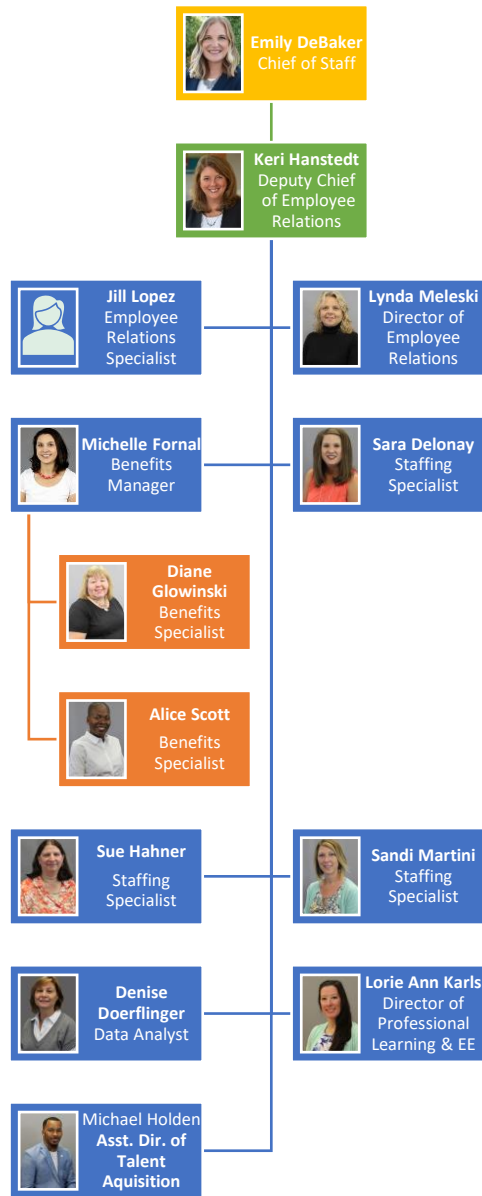 Emily DeBaker
Chief of Staff
Keri Hanstedt
Deputy Chief
of Employee
Relations
Jill Lopez
Employee
Relations
Specialist
Lynda Meleski
Director of
Employee
Relations
Michelle Fornal
Benefits
Manager
Sara Delonay
Staffing
Specialist
Diane
Glowinski
Benefits
Specialist
Alice Scott
Benefits
Specialist
Sue Hahner
Staffing
Specialist
Sandi Martini
Staffing
Specialist
Denise
Doerflinger
Data Analyst
Lorie Ann Karls
Director of
Professional
Learning & EE
Michael Holden
Asst. Dir. of
Talent
Aquisition